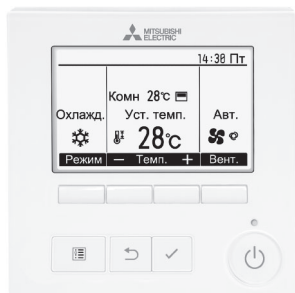 MITSUBISHI
ELECTRIC
14:30 Пт
Комн 28°C
Охлажд. Уст. темп. Авт.
28°C
Режим − Темп. + Вент.